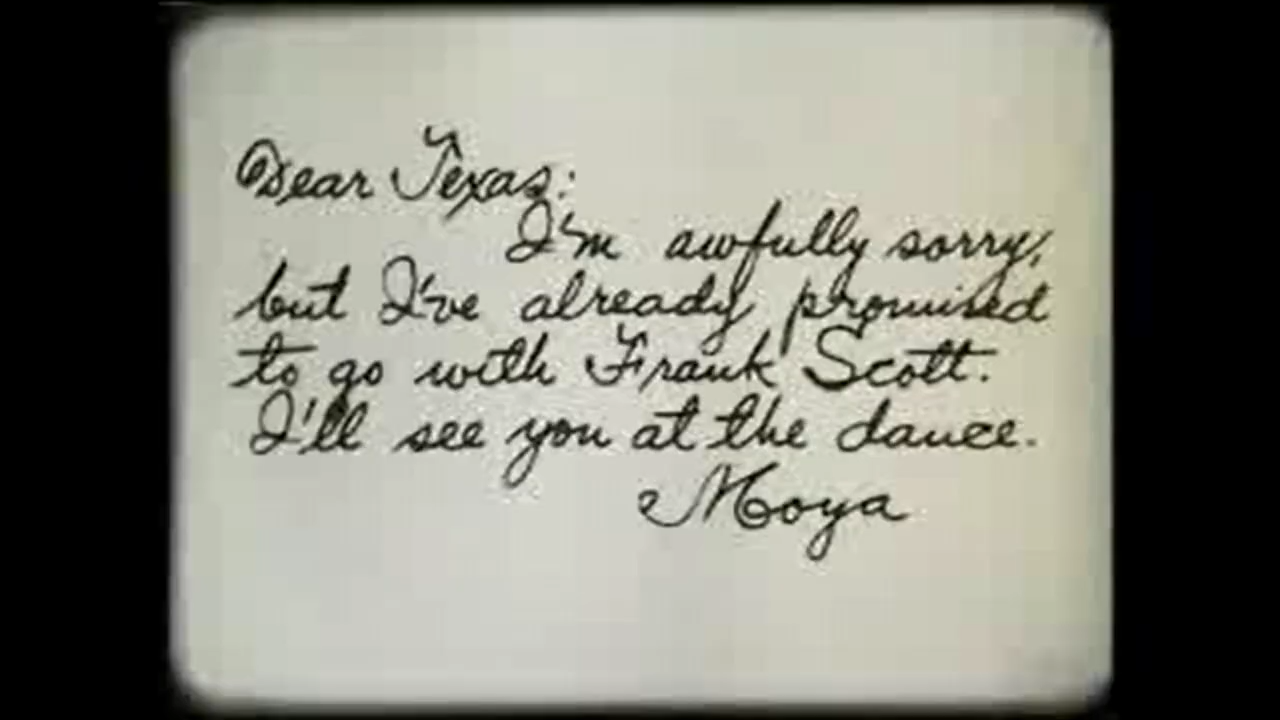 Dear Texas:
I'm awfully sorry,
but I've already promised
to go with Frank Scott.
I'll see you at the dance.
Moya